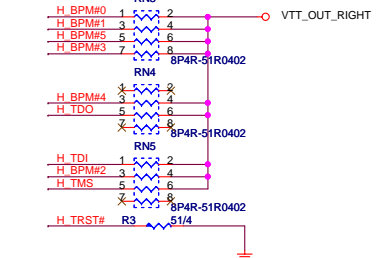 H_BPM#0 1 2 VTT_OUT_RIGHT
H_BPM#1 3 4
H_BPM#5 5 6
H_BPM#3 7 8
8P4R-51R0402
RN4
1 2
H_BPM#4 3 4
H_TDO 5 6
7 8
8P4R-51R0402
RN5
H_TDI 1 2
H_BPM#2 3 4
H_TMS 5 6
7 8
8P4R-51R0402
H_TRST# R3 51/4